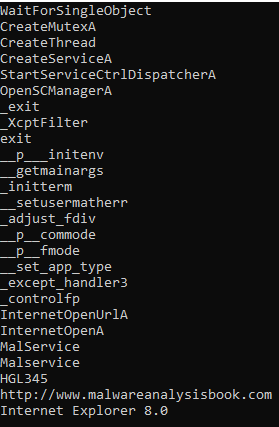 WaitForSingleObject
CreateMutexA
CreateThread
CreateServiceA
StartServiceCtrlDispatcherA
OpenSCManagerA
_exit
_XcptFilter
exit
__p___initenv
__getmainargs
_initterm
__setusermatherr
_adjust_fdiv
__p__commode
__p__fmode
__set_app_type
_except_handler3
_controlfp
InternetOpenUrlA
InternetOpenA
MalService
Malservice
HGL345
http://www.malwareanalysisbook.com
Internet Explorer 8.0